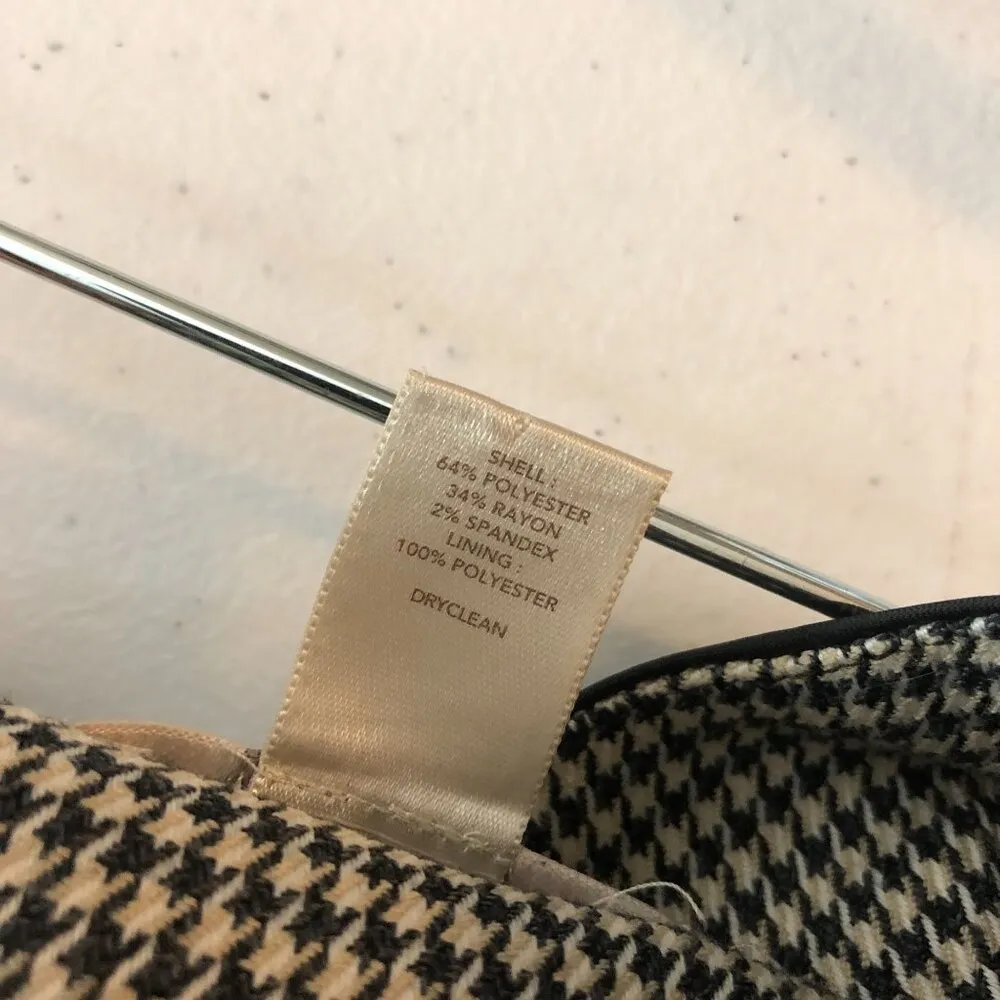 SHELL :
64% POLYESTER
34% RAYON
2% SPANDEX
LINING :
100% POLYESTER
DRYCLEAN